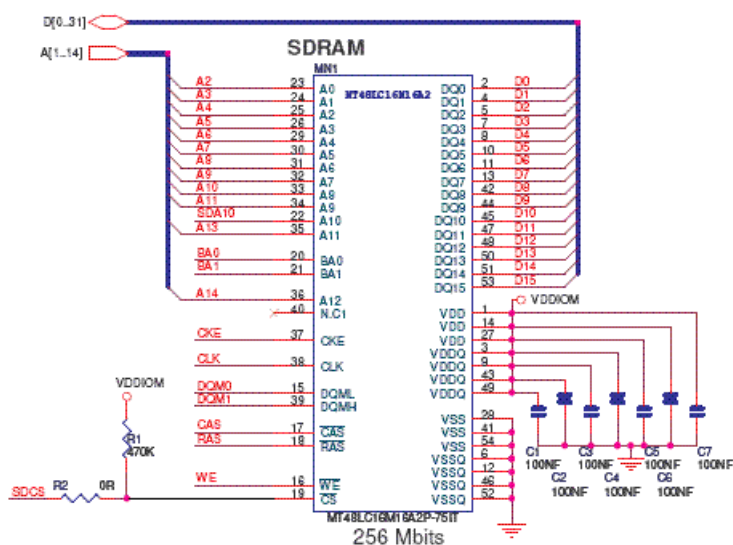 D[0..31]
A[1..14]
SDRAM
MN1
MT48LC16M16A2
A2 23 A0 DQ0 2 D0
A3 24 A1 DQ1 4 D1
A4 25 A2 DQ2 5 D2
A5 26 A3 DQ3 7 D3
A6 29 A4 DQ4 8 D4
A7 30 A5 DQ5 10 D5
A8 31 A6 DQ6 11 D6
A9 32 A7 DQ7 13 D7
A10 33 A8 DQ8 42 D8
A11 34 A9 DQ9 44 D9
SDA10 22 A10 DQ10 45 D10
A13 35 A11 DQ11 47 D11
DQ12 48 D12
BA0 20 BA0 DQ13 50 D13
BA1 21 BA1 DQ14 51 D14
DQ15 53 D15
A14 36 A12
VDDIOM
40 N.C1 VDD 1
VDD 14
CKE 37 CKE VDD 27
VDDQ 3
CLK 38 CLK VDDQ 9
VDDQ 43
VDDIOM
DQM0 15 DQML VDDQ 49
DQM1 39 DQMH
VSS 28
CAS 17 CAS VSS 41
RAS 18 RAS VSS 54
R1
470K
VSSQ 6
VSSQ 12
WE 16 WE VSSQ 46
SDCS R2 0R 19 CS VSSQ 52
C1 C3 C5 C7
100NF 100NF 100NF 100NF
C2 C4 C6
100NF 100NF 100NF
MT48LC16M16A2P-75IT
256 Mbits